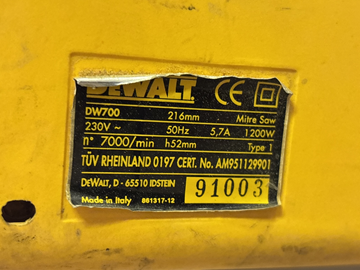 DEWALT CE
DW700 216mm Mitre Saw
230V ~ 50Hz 5,7A 1200W
n° 7000/min h52mm Type 1
TÜV RHEINLAND 0197 CERT. No. AM951129901
DEWALT, D - 65510 IDSTEIN 91003
Made in Italy 881317-12